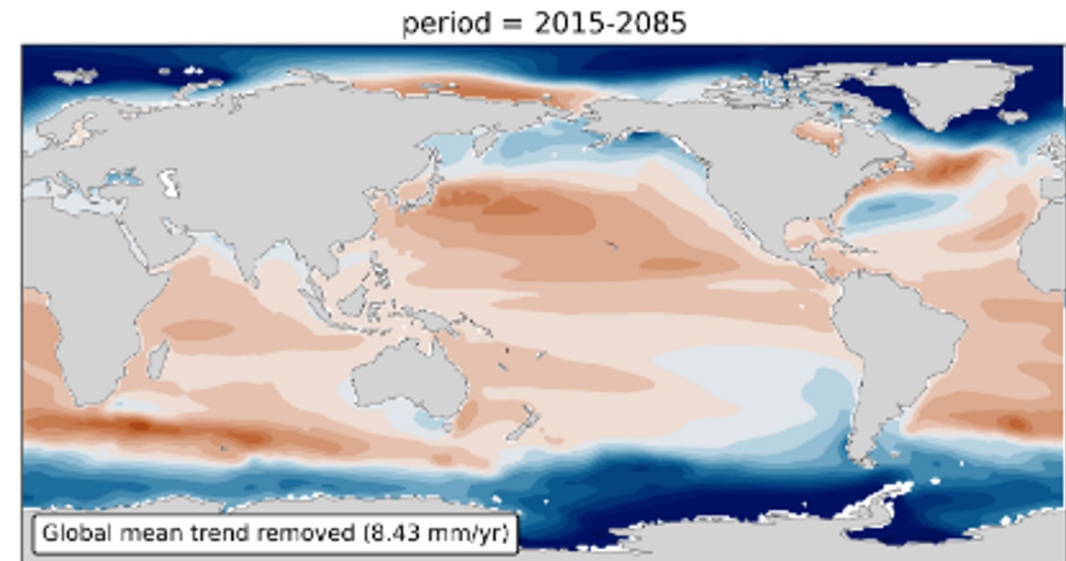 period = 2015-2085
Global mean trend removed (8.43 mm/yr)